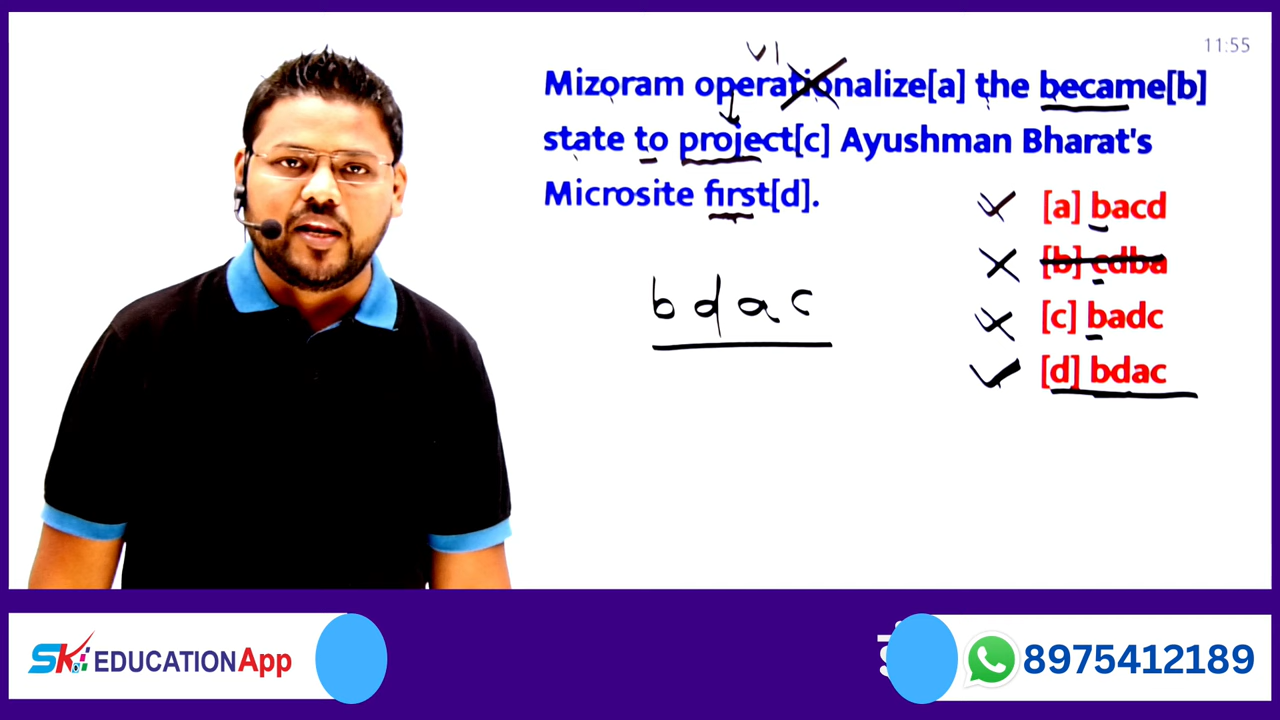 11:55
V1
Mizoram operationalize[a] the became[b]
state to project[c] Ayushman Bharat's
Microsite first[d].
[a] bacd
[b] cdba
[c] badc
[d] bdac
bdac
SK EDUCATIONApp
8975412189